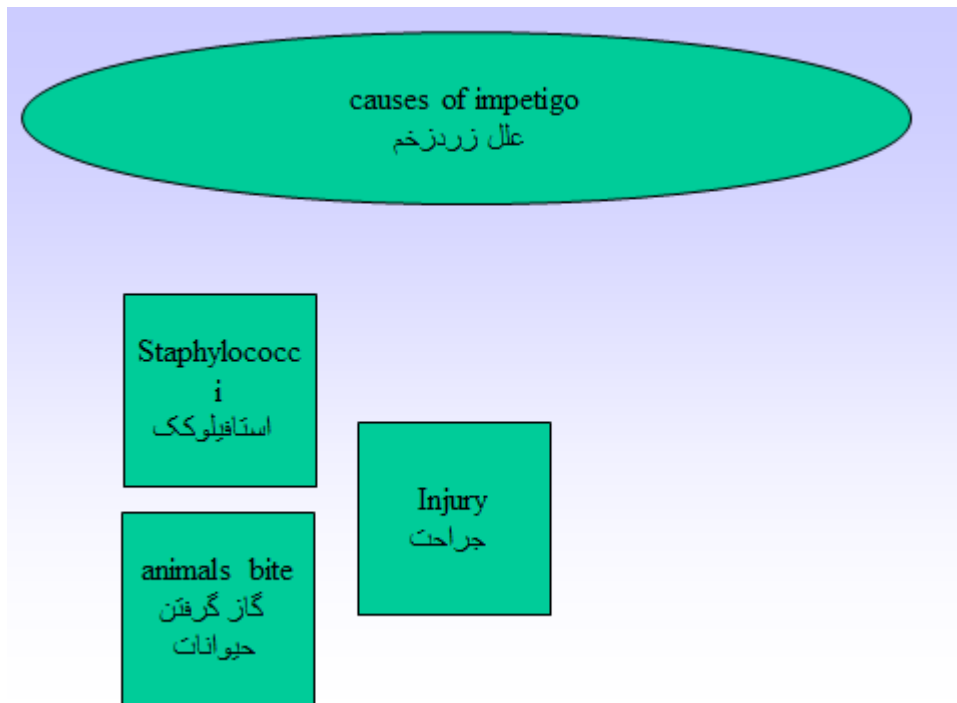 causes of impetigo
علل زردزخم
Staphylococc
i
استافیلوکک
Injury
جراحت
animals bite
گاز گرفتن
حیوانات